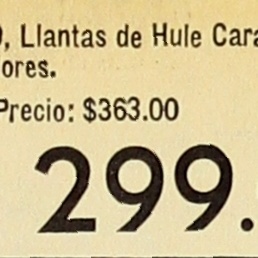 , Llantas de Hule Cara
ores.
Precio: $363.00
299.